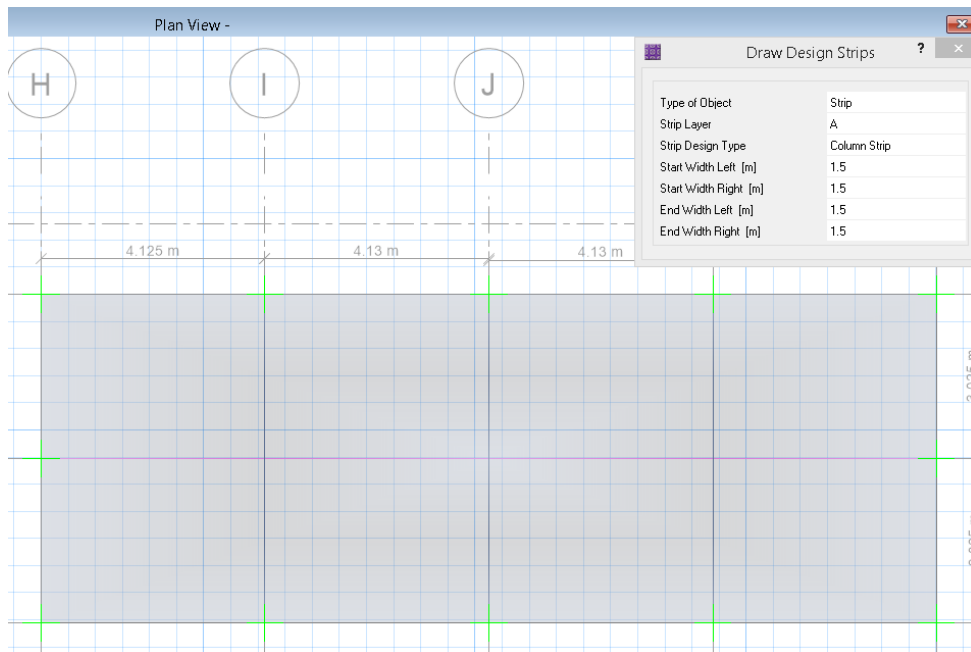 Plan View -
Draw Design Strips ?
H I J
Type of Object Strip
Strip Layer A
Strip Design Type Column Strip
Start Width Left [m] 1.5
Start Width Right [m] 1.5
End Width Left [m] 1.5
End Width Right [m] 1.5
4.125 m 4.13 m 4.13 m